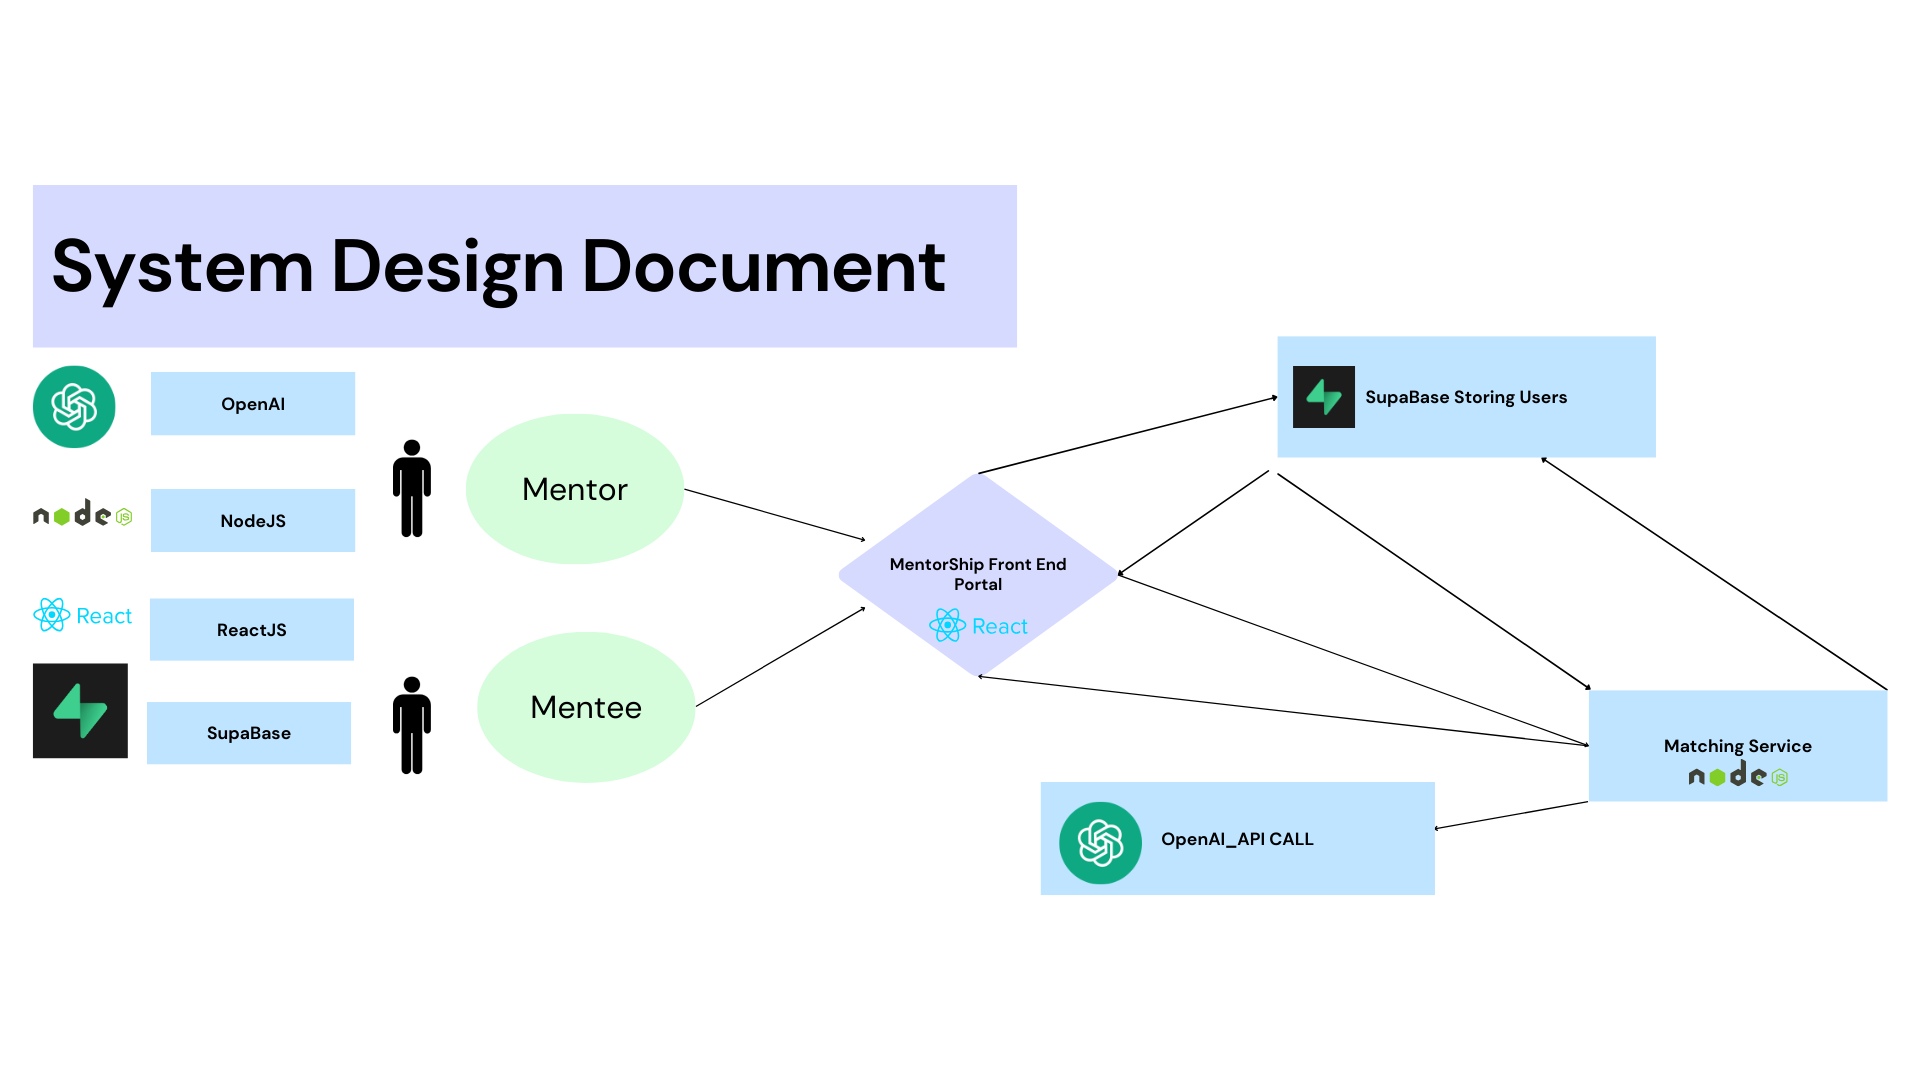 System Design Document
OpenAI
node JS
NodeJS
React
ReactJS
SupaBase
Mentor
Mentee
MentorShip Front End
Portal
React
SupaBase Storing Users
Matching Service
node JS
OpenAI_API CALL